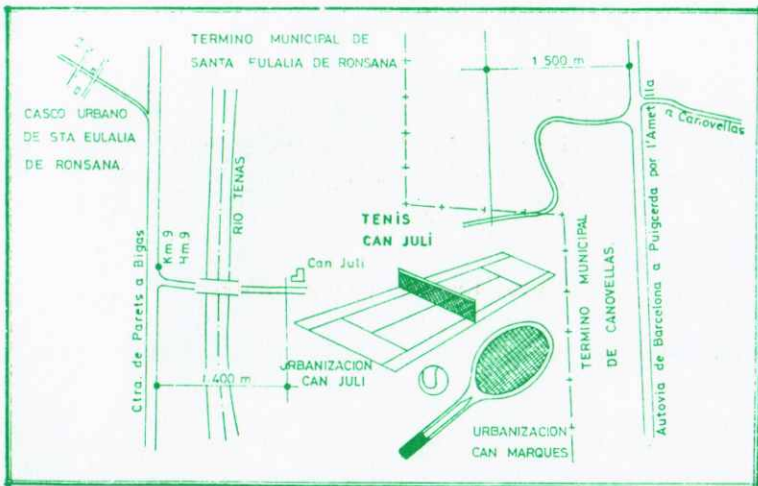 TERMINO MUNICIPAL DE
SANTA EULALIA DE RONSANA
1.500 m
a Canovellas
CASCO URBANO
DE STA EULALIA
DE RONSANA.
Ctra. de Parets a Bigas
Km 9
RIO TENAS
Can Juli
TENIS
CAN JULI
TERMINO MUNICIPAL
DE CANOVELLAS.
Autovia de Barcelona a Puigcerda por l'Ametlla
1.400 m
URBANIZACION
CAN JULI
URBANIZACION
CAN MARQUES